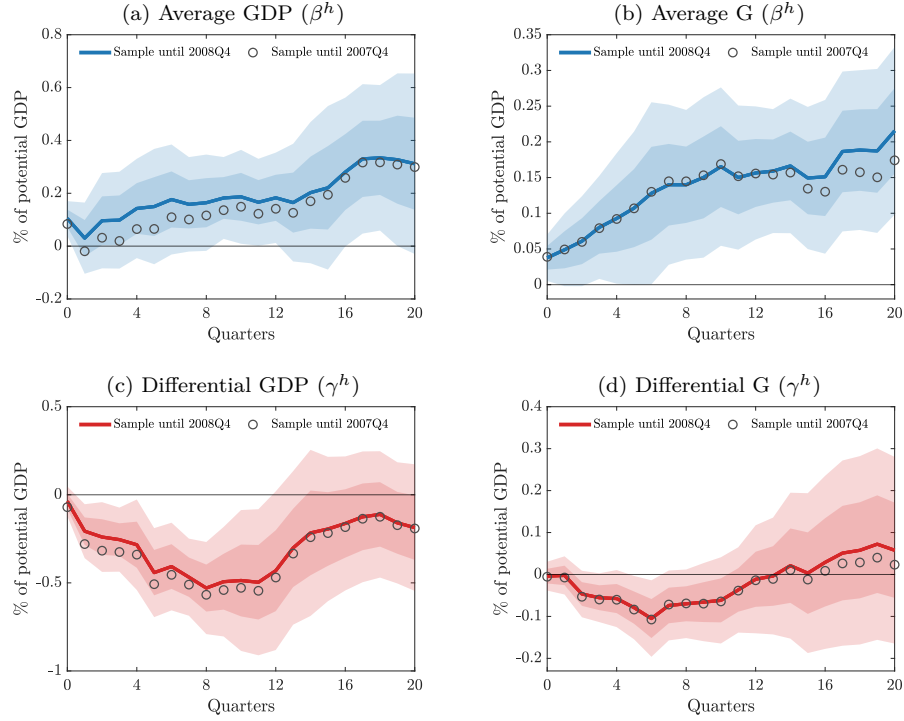 (a) Average GDP (β^h)
% of potential GDP
0.8
0.6
0.4
0.2
0
-0.2
Sample until 2008Q4
Sample until 2007Q4
0 4 8 12 16 20
Quarters
(b) Average G (β^h)
% of potential GDP
0.35
0.3
0.25
0.2
0.15
0.1
0.05
0
Sample until 2008Q4
Sample until 2007Q4
0 4 8 12 16 20
Quarters
(c) Differential GDP (γ^h)
% of potential GDP
0.5
0
-0.5
-1
Sample until 2008Q4
Sample until 2007Q4
0 4 8 12 16 20
Quarters
(d) Differential G (γ^h)
% of potential GDP
0.4
0.3
0.2
0.1
0
-0.1
-0.2
Sample until 2008Q4
Sample until 2007Q4
0 4 8 12 16 20
Quarters